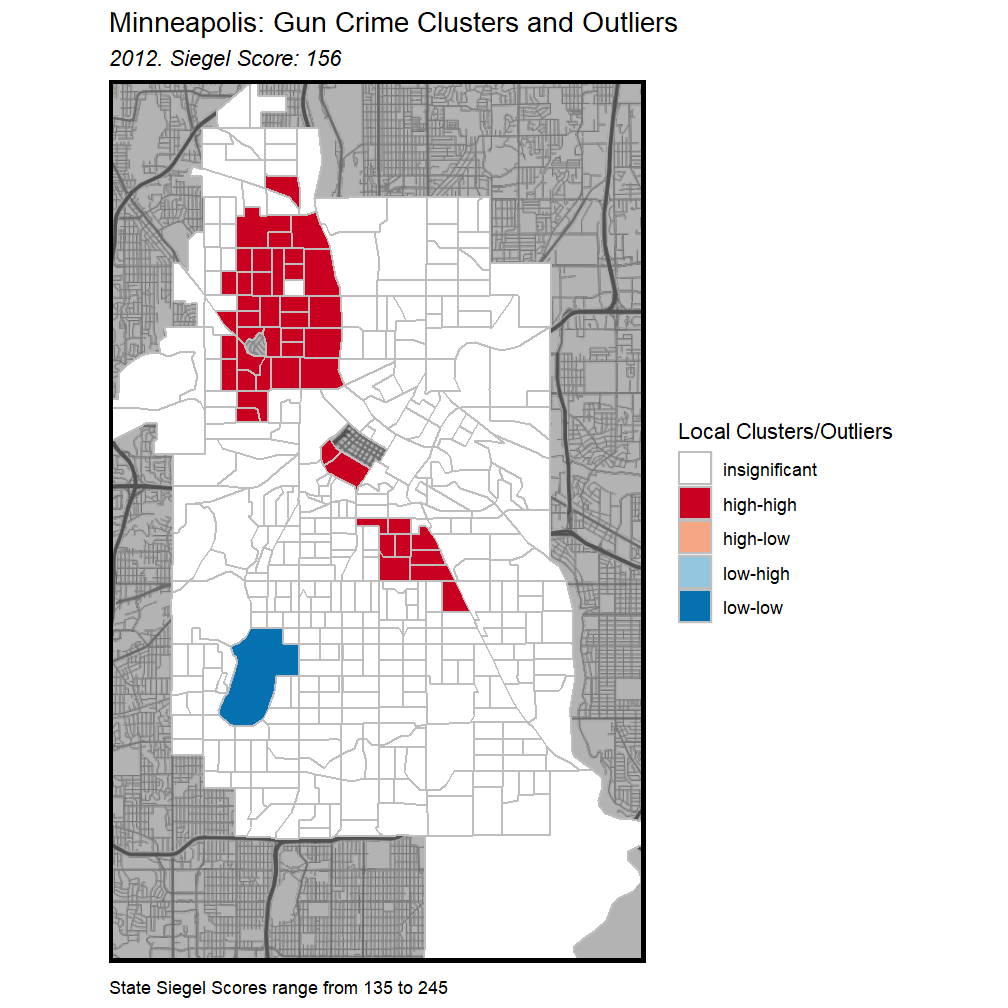 Minneapolis: Gun Crime Clusters and Outliers
2012. Siegel Score: 156
Local Clusters/Outliers
insignificant
high-high
high-low
low-high
low-low
State Siegel Scores range from 135 to 245